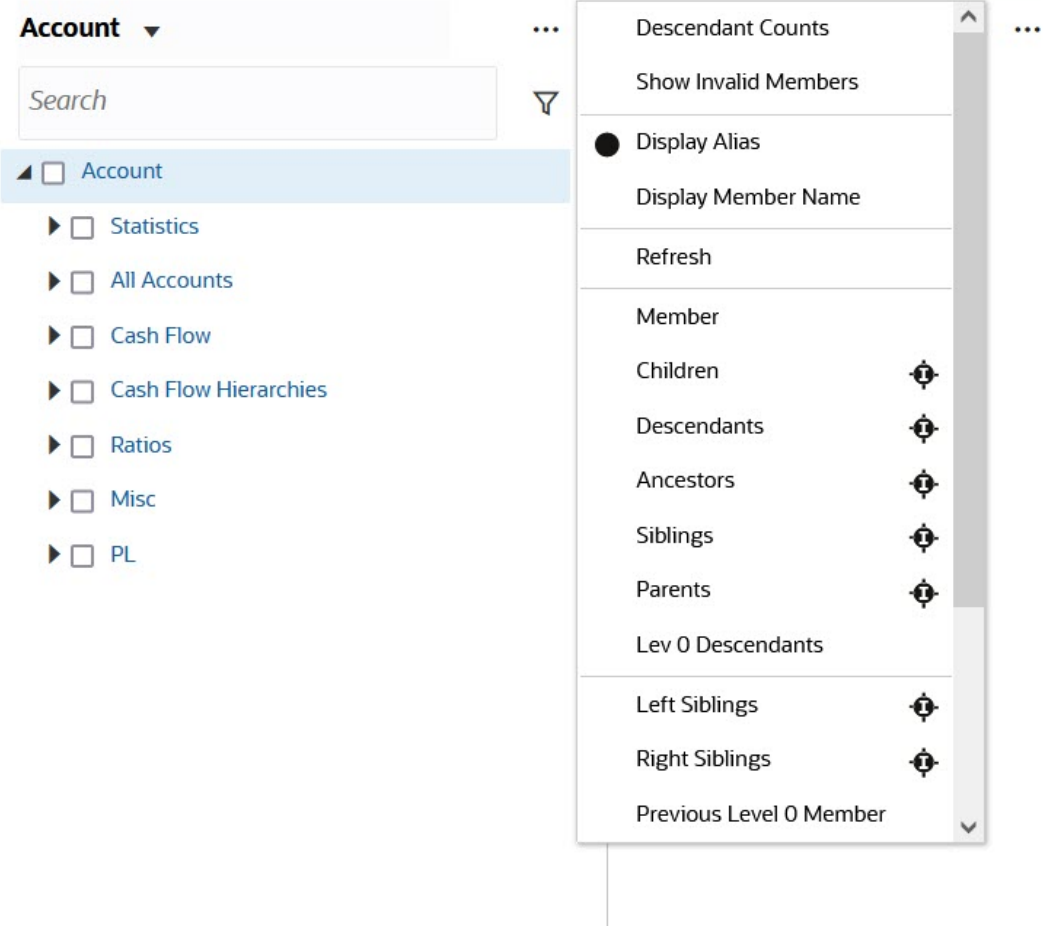 Account
Search
Account
Statistics
All Accounts
Cash Flow
Cash Flow Hierarchies
Ratios
Misc
PL
Descendant Counts
Show Invalid Members
Display Alias
Display Member Name
Refresh
Member
Children
Descendants
Ancestors
Siblings
Parents
Lev 0 Descendants
Left Siblings
Right Siblings
Previous Level 0 Member